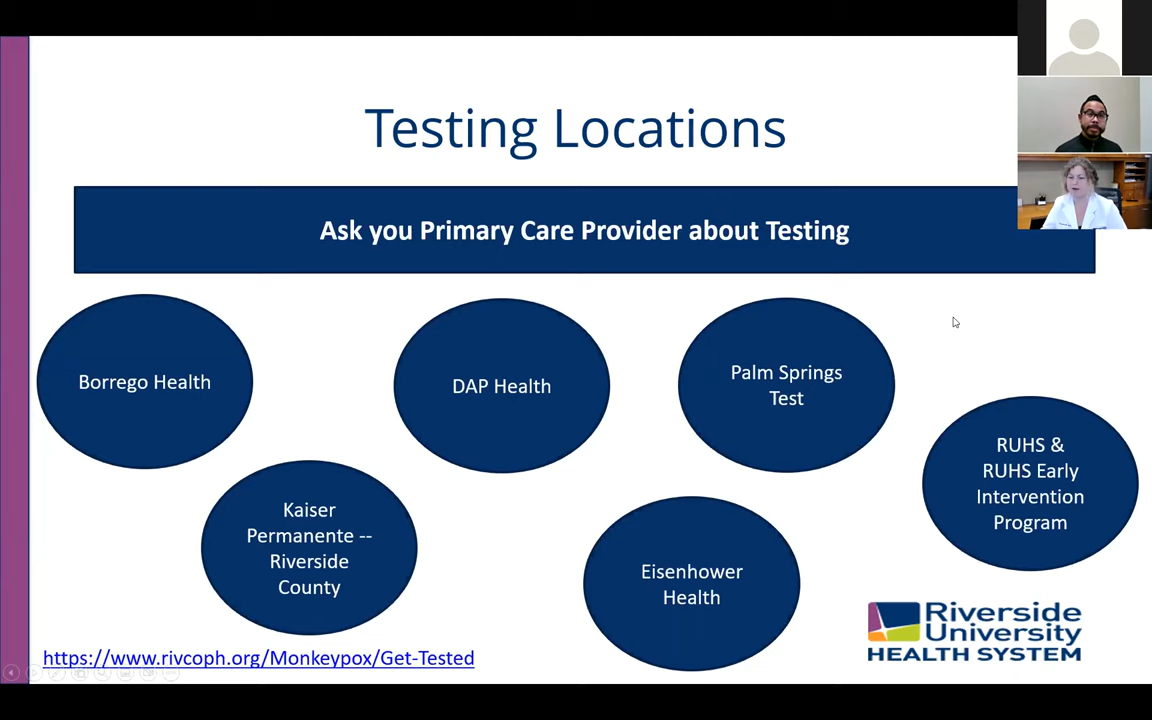 Testing Locations
Ask you Primary Care Provider about Testing
Borrego Health
DAP Health
Palm Springs
Test
RUHS &
RUHS Early
Intervention
Program
Kaiser
Permanente --
Riverside
County
Eisenhower
Health
https://www.rivcoph.org/Monkeypox/Get-Tested
Riverside
University
HEALTH SYSTEM